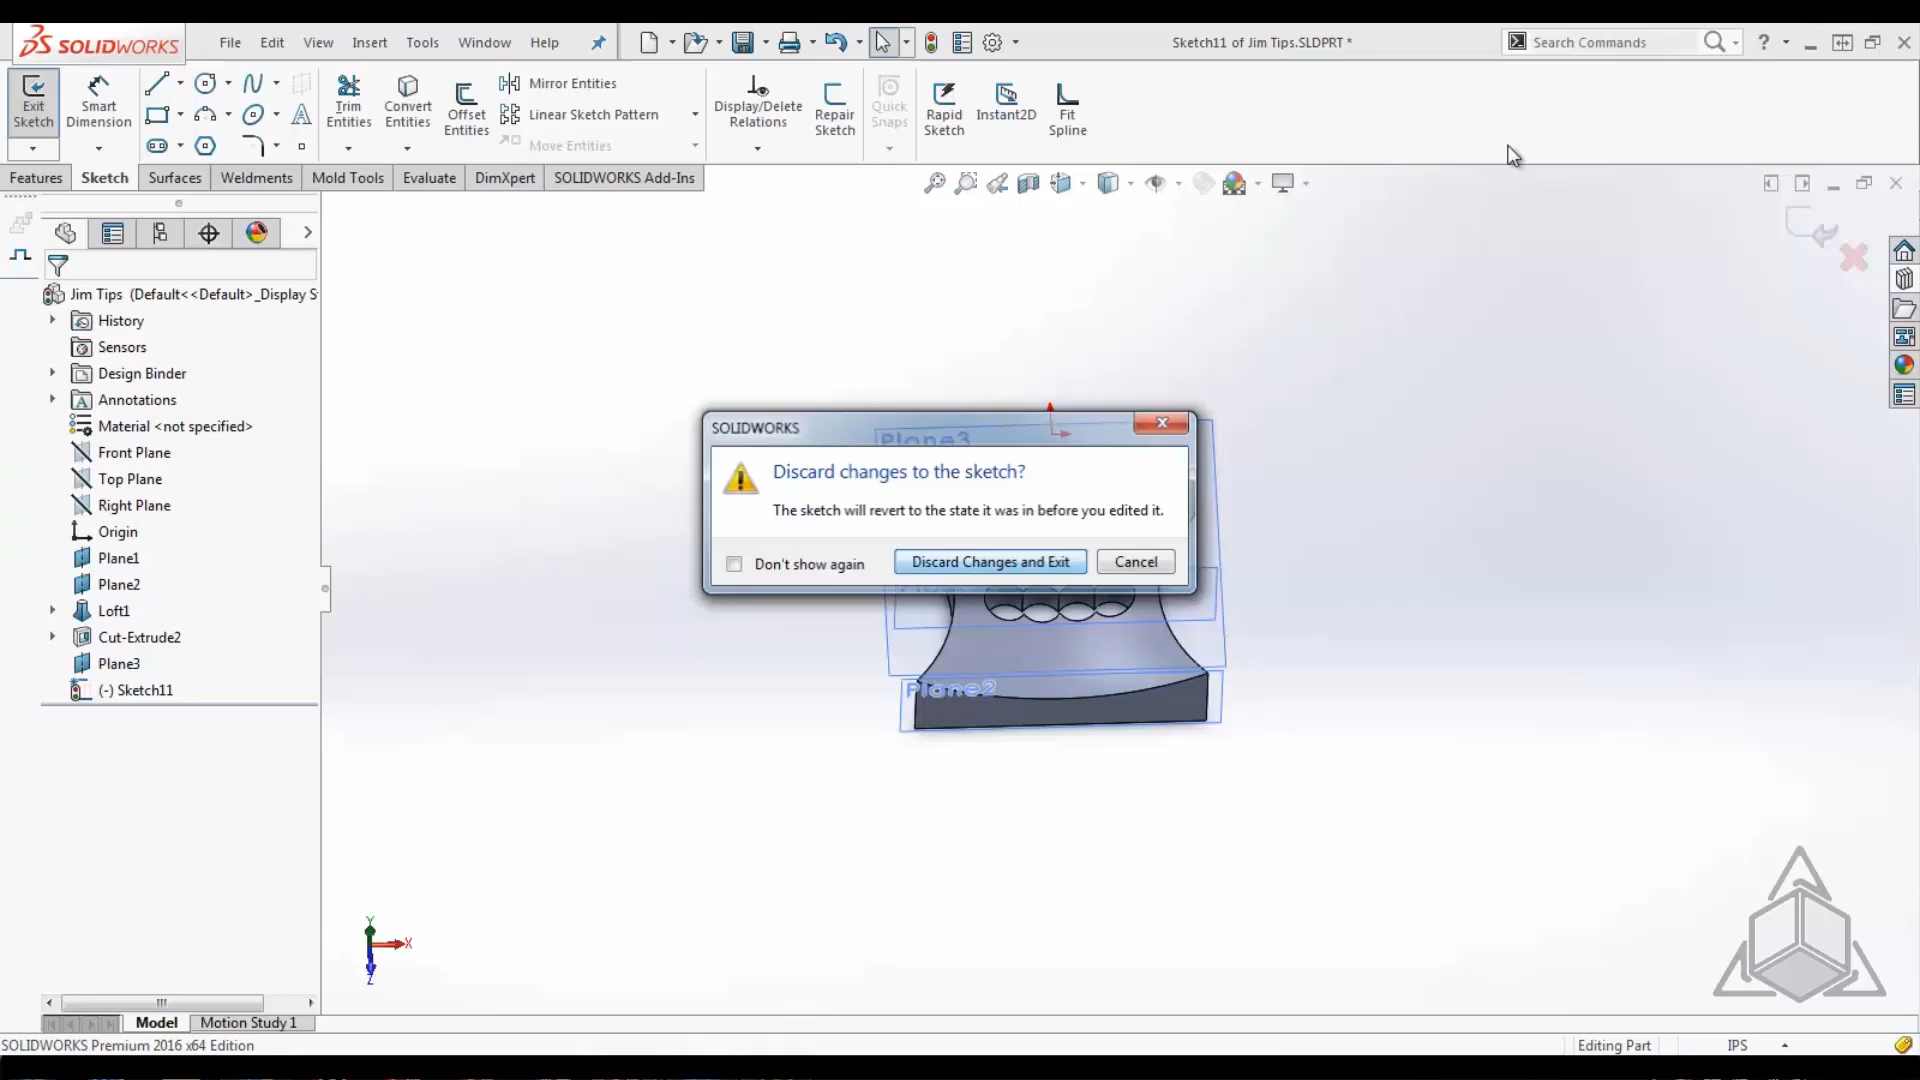 SOLIDWORKS
File Edit View Insert Tools Window Help
Sketch11 of Jim Tips.SLDPRT *
Search Commands
Exit Sketch
Smart Dimension
Trim Entities
Convert Entities
Offset Entities
Mirror Entities
Linear Sketch Pattern
Move Entities
Display/Delete Relations
Repair Sketch
Quick Snaps
Rapid Sketch
Instant2D
Fit Spline
Features Sketch Surfaces Weldments Mold Tools Evaluate DimXpert SOLIDWORKS Add-Ins
Jim Tips (Default<<Default>_Display S
History
Sensors
Design Binder
Annotations
Material <not specified>
Front Plane
Top Plane
Right Plane
Origin
Plane1
Plane2
Loft1
Cut-Extrude2
Plane3
(-) Sketch11
SOLIDWORKS
Plane3
Discard changes to the sketch?
The sketch will revert to the state it was in before you edited it.
Don't show again
Discard Changes and Exit
Cancel
Plane2
Y
X
Z
Model Motion Study 1
SOLIDWORKS Premium 2016 x64 Edition
Editing Part
IPS